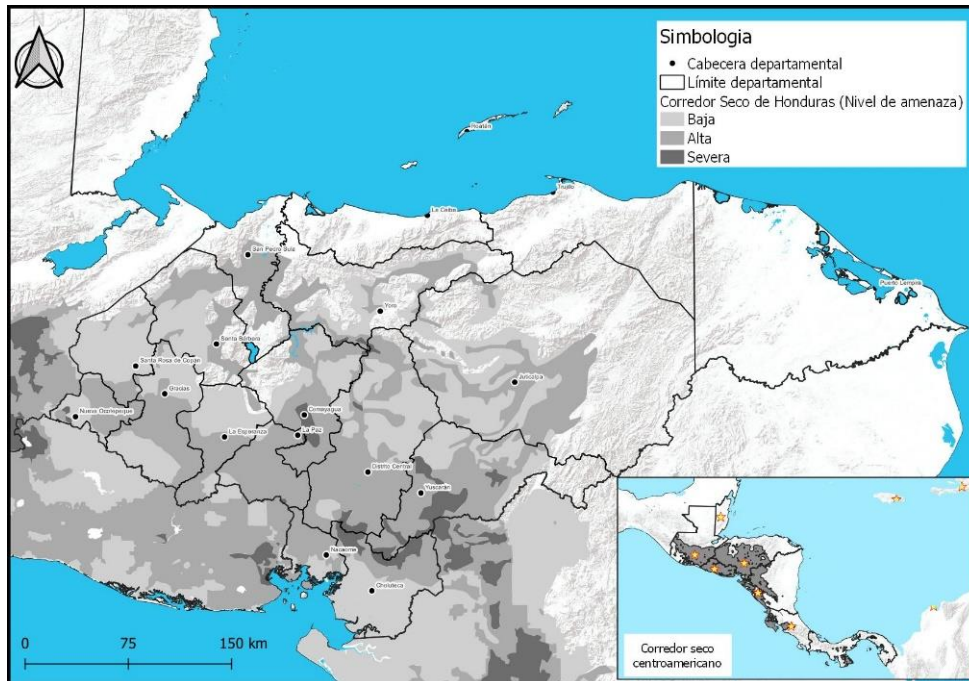 Simbologia
Cabecera departamental
Límite departamental
Corredor Seco de Honduras (Nivel de amenaza)
Baja
Alta
Severa
Roatán
Trujillo
La Ceiba
San Pedro Sula
Puerto Lempira
Yoro
Santa Bárbara
Santa Rosa de Copán
Juticalpa
Gracias
Nueva Ocotepeque
Comayagua
La Esperanza
La Paz
Distrito Central
Yuscarán
Nacaome
Choluteca
0 75 150 km
Corredor seco
centroamericano